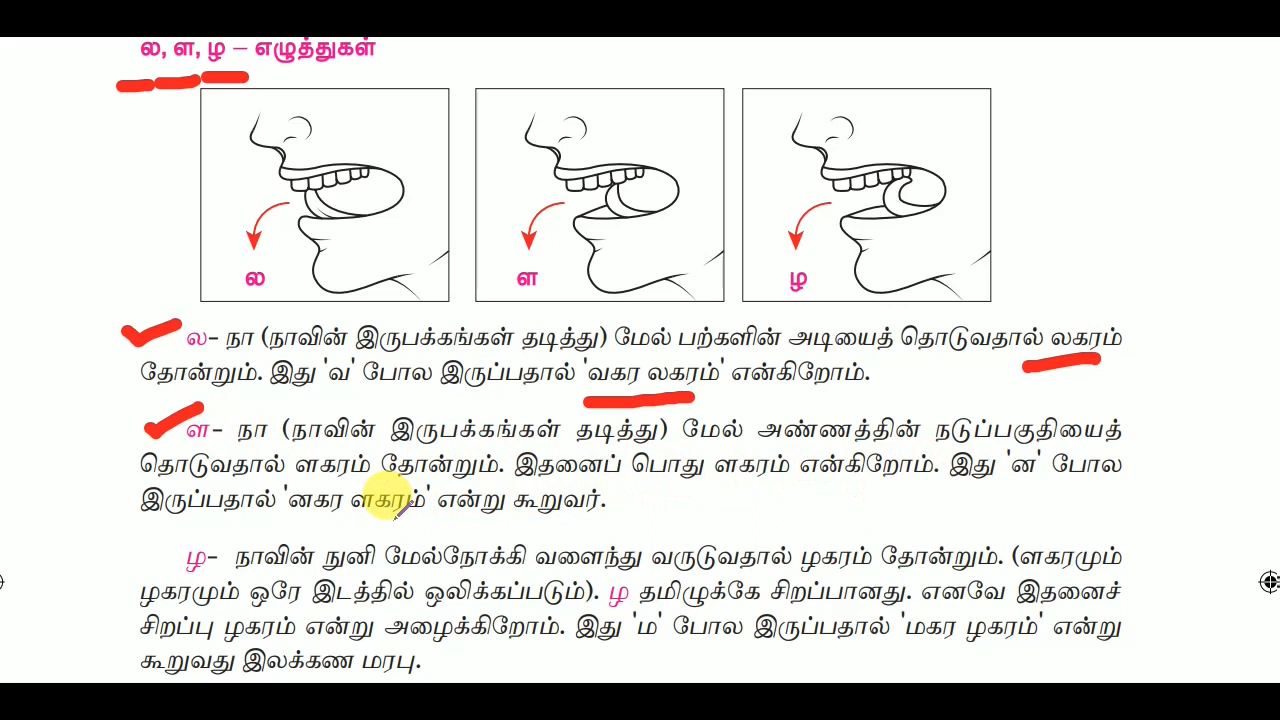 ல, ள, ழ – எழுத்துகள்
ல ள ழ
ல– நா (நாவின் இருபக்கங்கள் தடித்து) மேல் பற்களின் அடியைத் தொடுவதால் லகரம்
தோன்றும். இது 'வ' போல இருப்பதால் 'வகர லகரம்' என்கிறோம்.
ள– நா (நாவின் இருபக்கங்கள் தடித்து) மேல் அண்ணத்தின் நடுப்பகுதியைத்
தொடுவதால் ளகரம் தோன்றும். இதனைப் பொது ளகரம் என்கிறோம். இது 'ன' போல
இருப்பதால் 'னகர ளகரம்' என்று கூறுவர்.
ழ– நாவின் நுனி மேல்நோக்கி வளைந்து வருடுவதால் ழகரம் தோன்றும். (ளகரமும்
ழகரமும் ஒரே இடத்தில் ஒலிக்கப்படும்). ழ தமிழுக்கே சிறப்பானது. எனவே இதனைச்
சிறப்பு ழகரம் என்று அழைக்கிறோம். இது 'ம' போல இருப்பதால் 'மகர ழகரம்' என்று
கூறுவது இலக்கண மரபு.